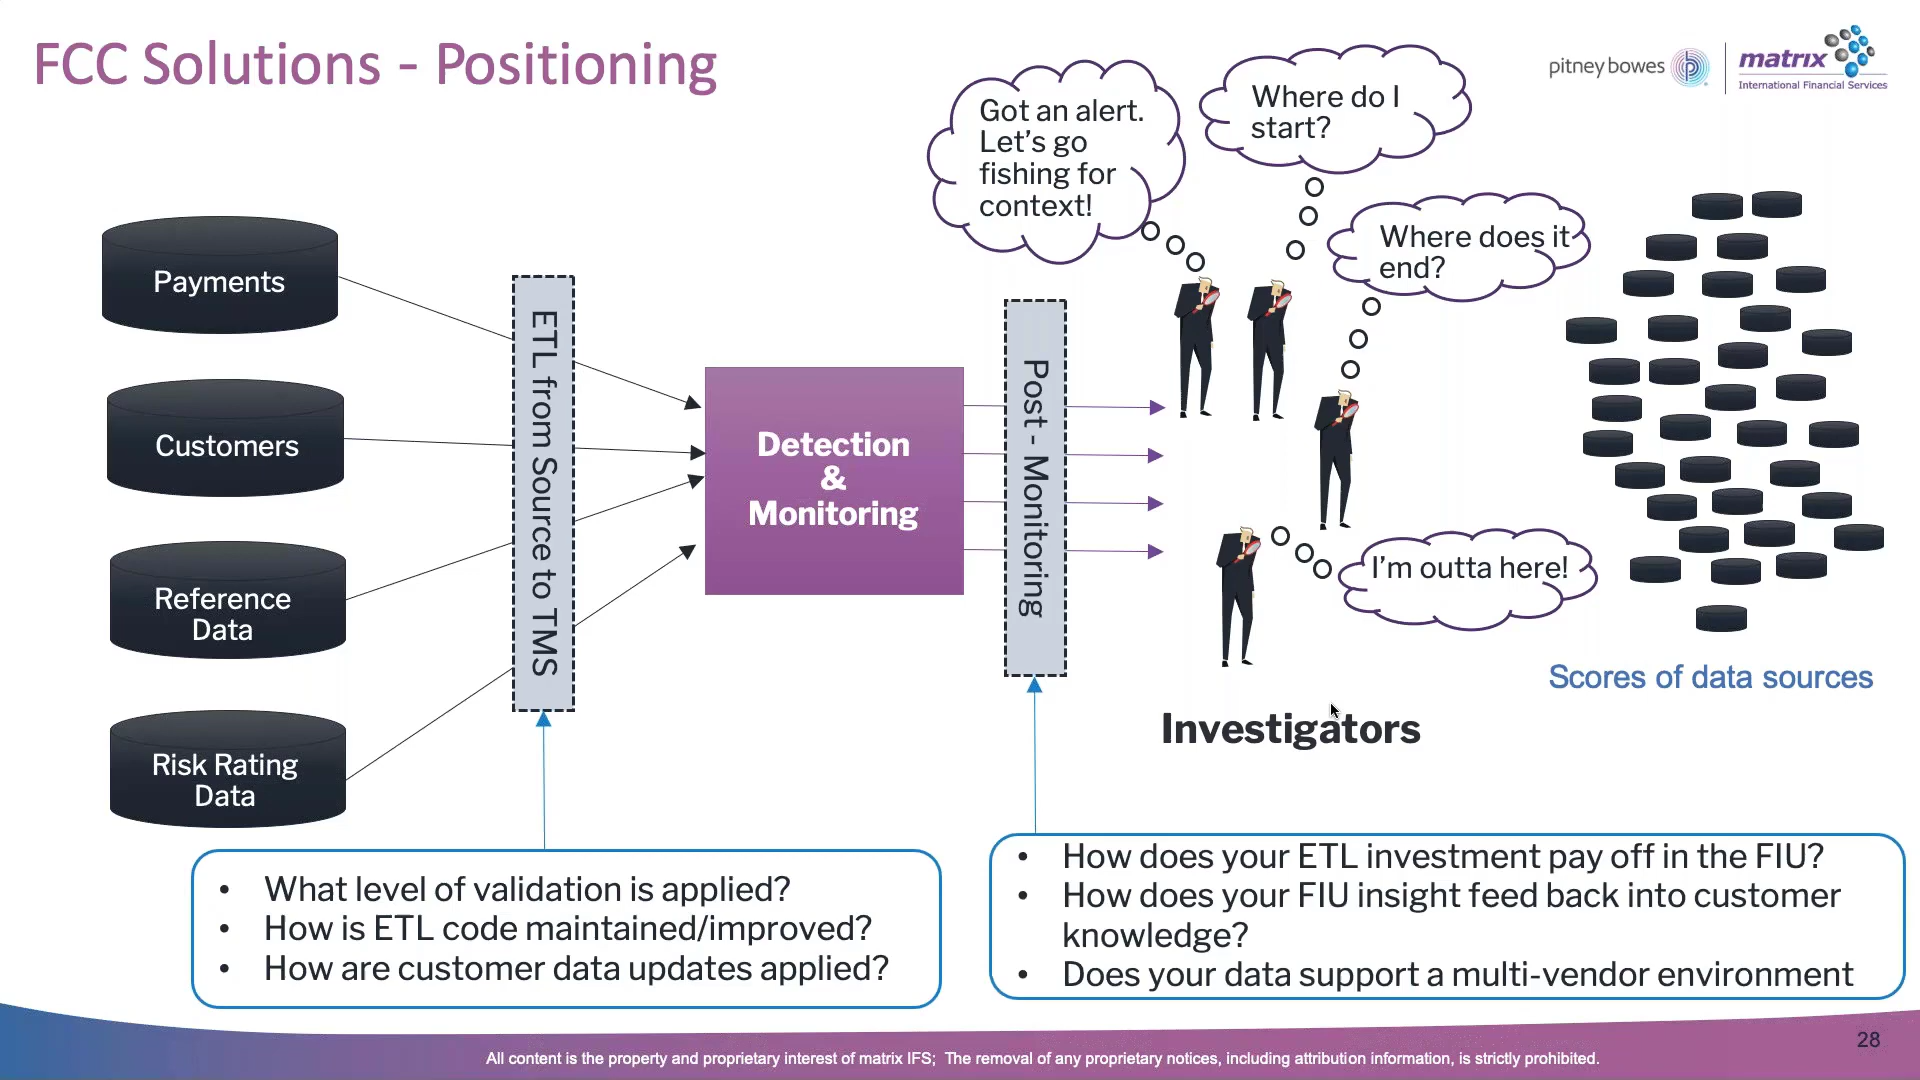 FCC Solutions - Positioning
pitney bowes
matrix
International Financial Services
Got an alert.
Let's go
fishing for
context!
Where do I
start?
Where does it
end?
I'm outta here!
Payments
Customers
Reference
Data
Risk Rating
Data
ETL from Source to TMS
Detection
&
Monitoring
Post - Monitoring
Scores of data sources
Investigators
• What level of validation is applied?
• How is ETL code maintained/improved?
• How are customer data updates applied?
• How does your ETL investment pay off in the FIU?
• How does your FIU insight feed back into customer
knowledge?
• Does your data support a multi-vendor environment
28
All content is the property and proprietary interest of matrix IFS; The removal of any proprietary notices, including attribution information, is strictly prohibited.